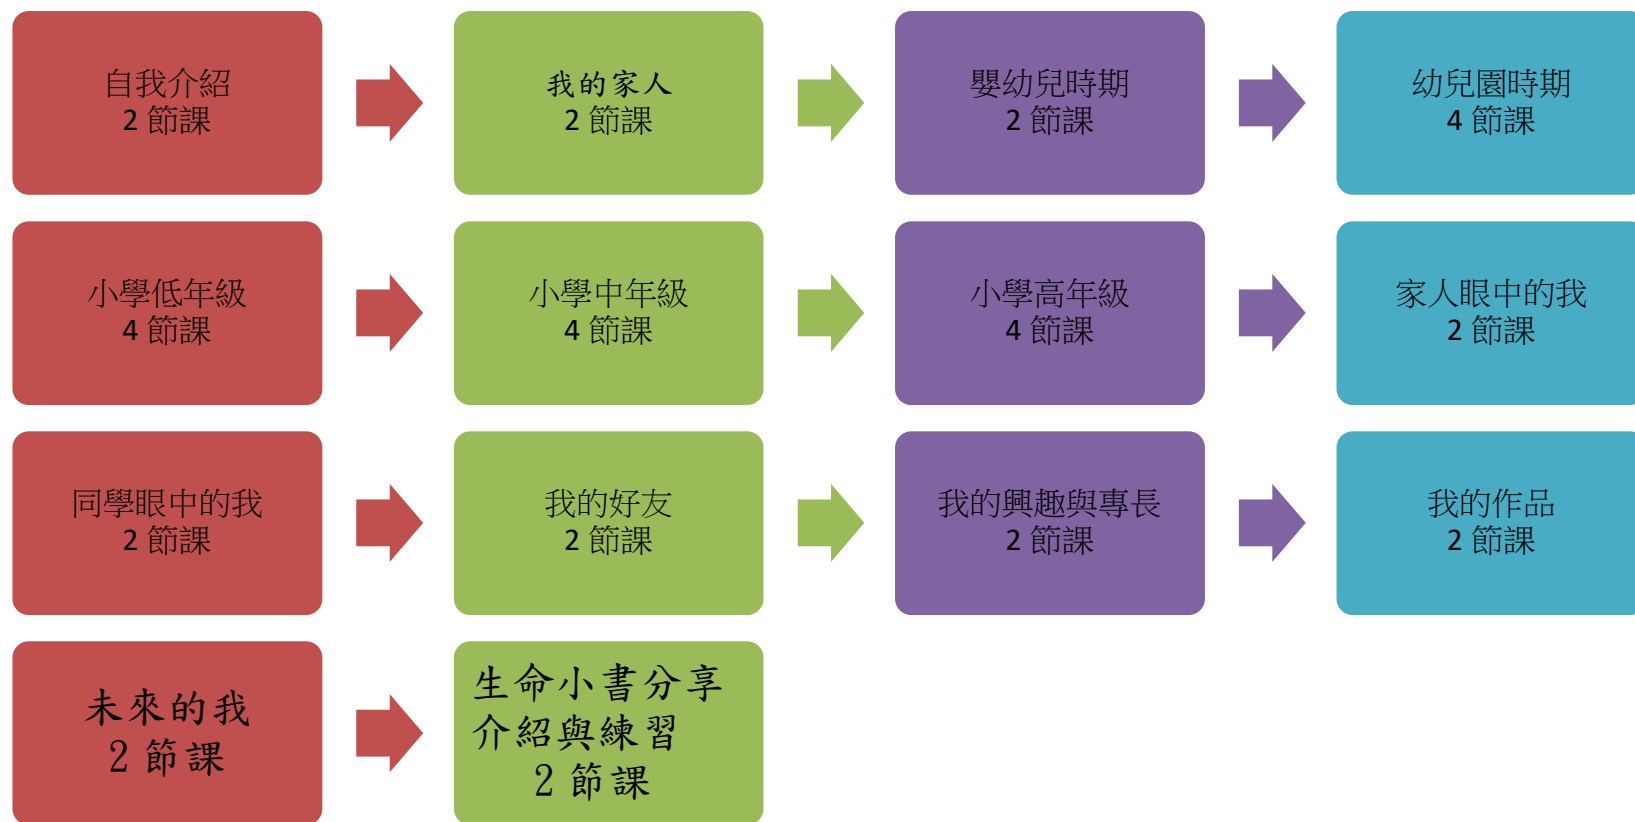 自我介紹
2 節課
我的家人
2 節課
嬰幼兒時期
2 節課
幼兒園時期
4 節課
小學低年級
4 節課
小學中年級
4 節課
小學高年級
4 節課
家人眼中的我
2 節課
同學眼中的我
2 節課
我的好友
2 節課
我的興趣與專長
2 節課
我的作品
2 節課
未來的我
2 節課
生命小書分享
介紹與練習
2 節課